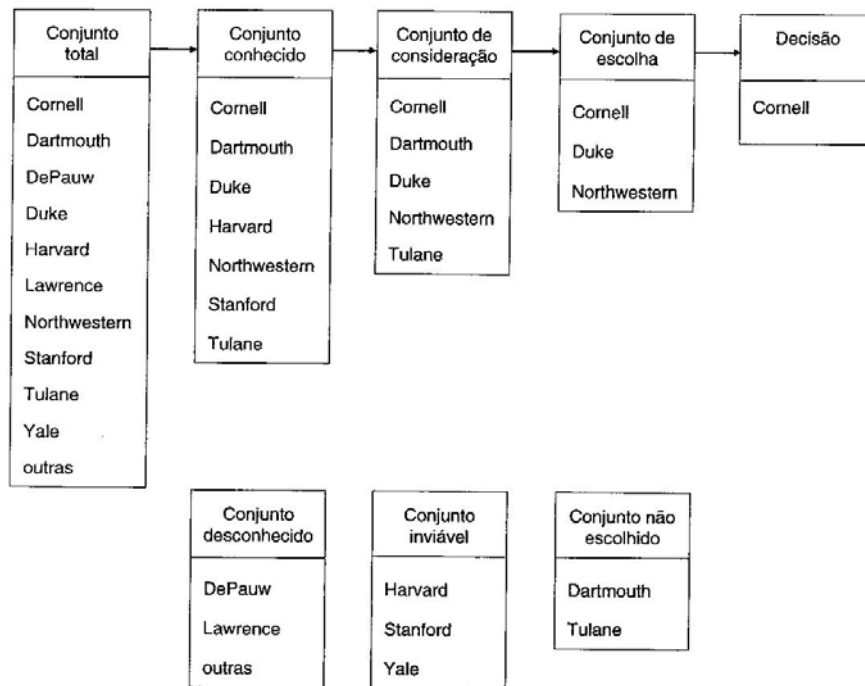 Conjunto
total
Cornell
Dartmouth
DePauw
Duke
Harvard
Lawrence
Northwestern
Stanford
Tulane
Yale
outras
Conjunto
conhecido
Cornell
Dartmouth
Duke
Harvard
Northwestern
Stanford
Tulane
Conjunto de
consideração
Cornell
Dartmouth
Duke
Northwestern
Tulane
Conjunto de
escolha
Cornell
Duke
Northwestern
Decisão
Cornell
Conjunto
desconhecido
DePauw
Lawrence
outras
Conjunto
inviável
Harvard
Stanford
Yale
Conjunto não
escolhido
Dartmouth
Tulane